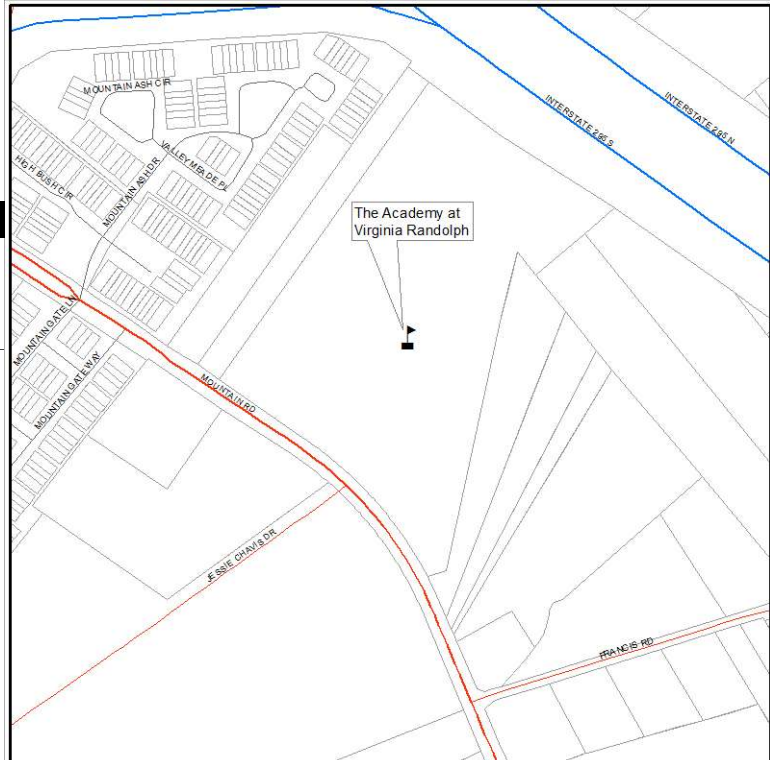 MOUNTAIN ASH CIR
INTERSTATE 295 S
INTERSTATE 295 N
VALLEY MEADE PL
HIGH BUSH CIR
MOUNTAIN ASH DR
The Academy at
Virginia Randolph
MOUNTAIN GATE LN
MOUNTAIN GATE WAY
MOUNTAIN RD
JESSIE CHAVIS DR
FRANCIS RD